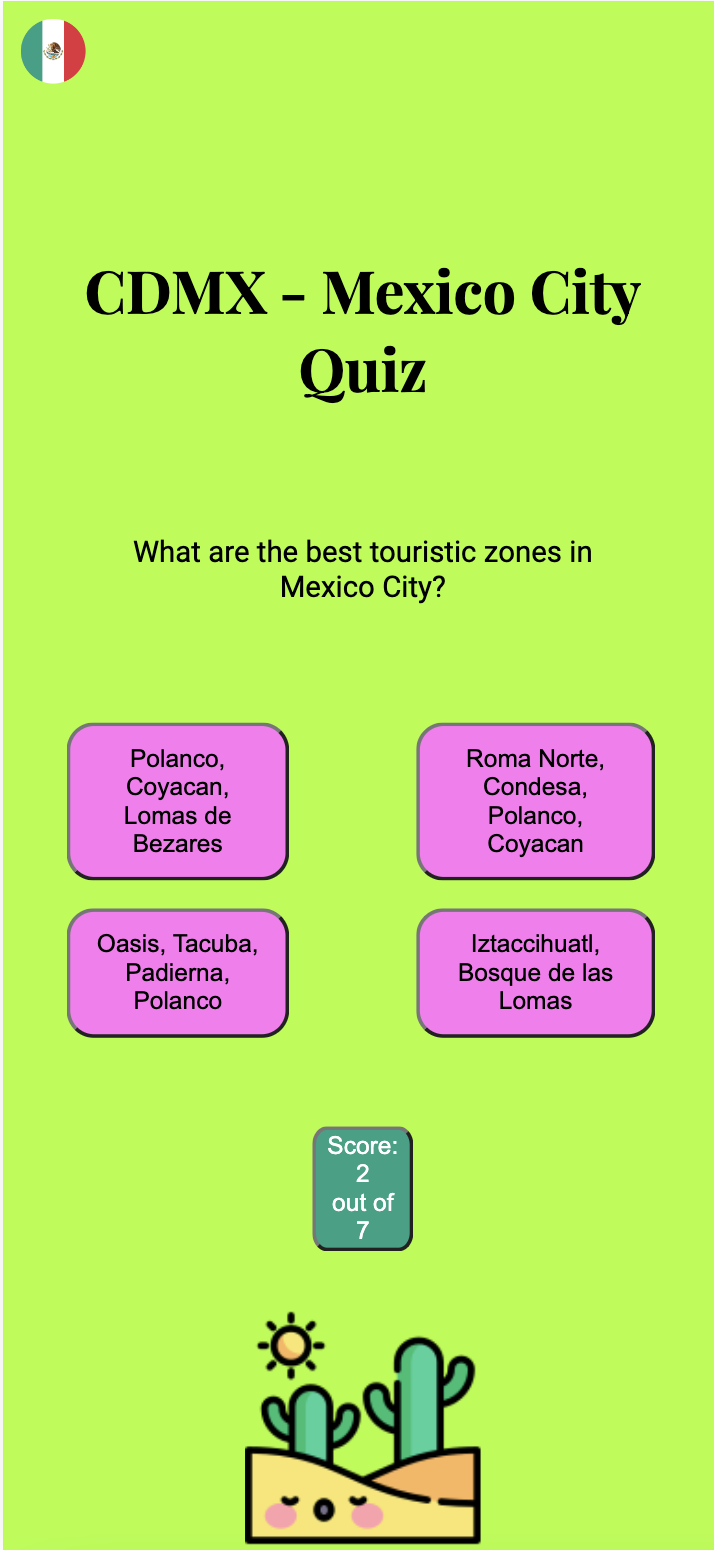 CDMX - Mexico City
Quiz
What are the best touristic zones in
Mexico City?
Polanco,
Coyacan,
Lomas de
Bezares
Roma Norte,
Condesa,
Polanco,
Coyacan
Oasis, Tacuba,
Padierna,
Polanco
Iztaccihuatl,
Bosque de las
Lomas
Score:
2
out of
7